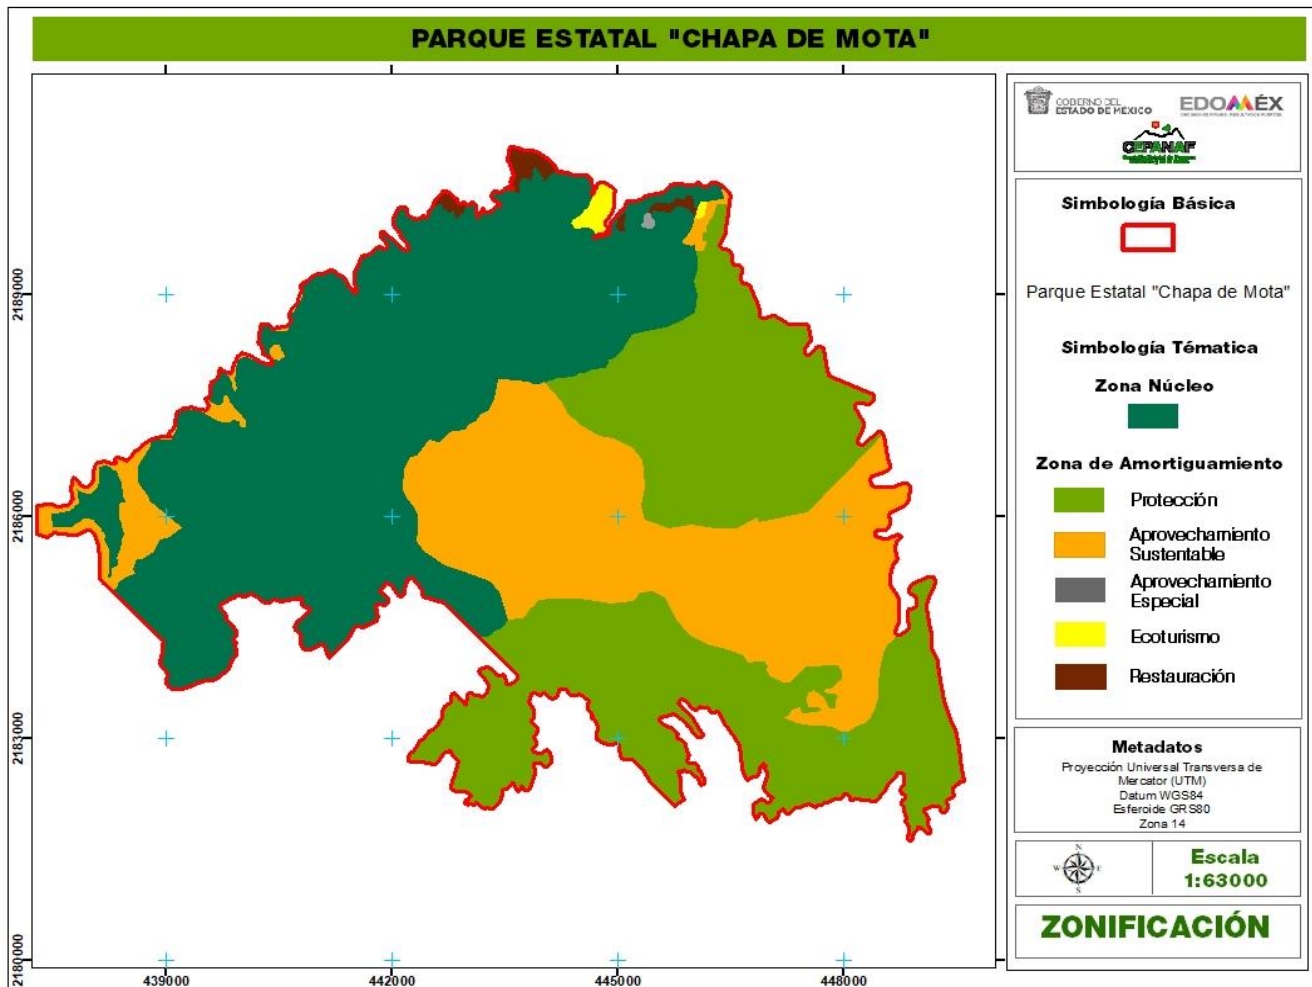 PARQUE ESTATAL "CHAPA DE MOTA"
GOBIERNO DEL
ESTADO DE MÉXICO
EDOMÉX
CEPANAF
Simbología Básica
Parque Estatal "Chapa de Mota"
Simbología Témática
Zona Núcleo
Zona de Amortiguamiento
Protección
Aprovechamiento
Sustentable
Aprovechamiento
Especial
Ecoturismo
Restauración
Metadatos
Proyección Universal Transversa de
Mercator (UTM)
Datum WGS84
Esferoide GRS80
Zona 14
N
W E
S
Escala
1:63000
ZONIFICACIÓN
2189000
2186000
2183000
2180000
439000
442000
445000
448000